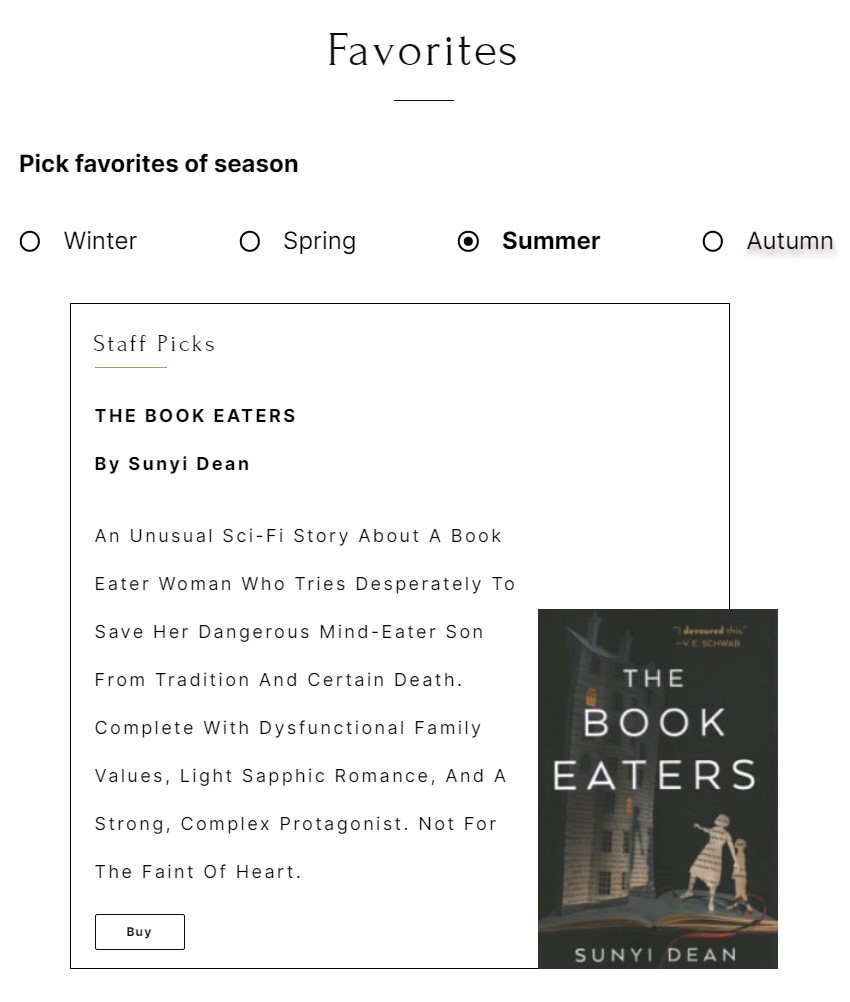 Favorites
Pick favorites of season
Winter
Spring
Summer
Autumn
Staff Picks
THE BOOK EATERS
By Sunyi Dean
An Unusual Sci-Fi Story About A Book
Eater Woman Who Tries Desperately To
Save Her Dangerous Mind-Eater Son
From Tradition And Certain Death.
Complete With Dysfunctional Family
Values, Light Sapphic Romance, And A
Strong, Complex Protagonist. Not For
The Faint Of Heart.
Buy
"I devoured this."
—V. E. SCHWAB
THE
BOOK
EATERS
SUNYI DEAN